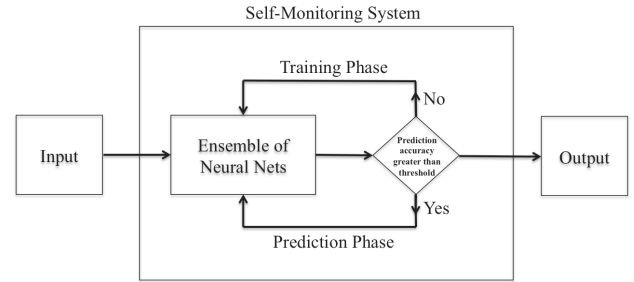 Self-Monitoring System
Training Phase
No
Input
Ensemble of
Neural Nets
Prediction
accuracy
greater than
threshold
Output
Yes
Prediction Phase